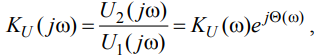 K_U(jω) = U_2(jω) / U_1(jω) = K_U(ω)e^{jΘ(ω)} ,